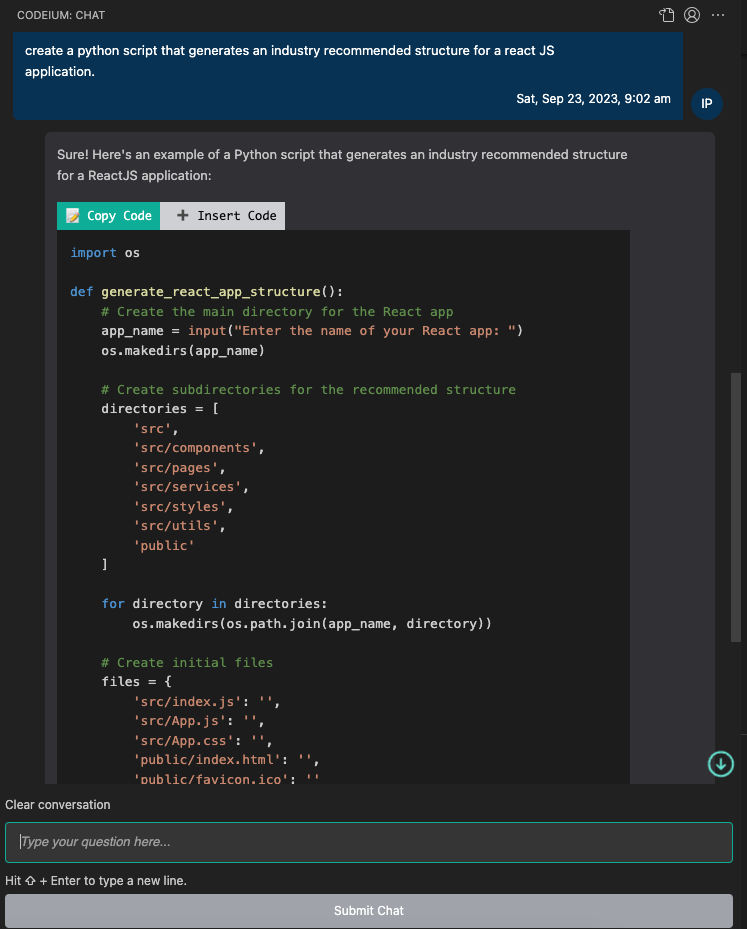 CODEIUM: CHAT
create a python script that generates an industry recommended structure for a react JS
application.
Sat, Sep 23, 2023, 9:02 am
IP
Sure! Here's an example of a Python script that generates an industry recommended structure
for a ReactJS application:
Copy Code
Insert Code
import os
def generate_react_app_structure():
    # Create the main directory for the React app
    app_name = input("Enter the name of your React app: ")
    os.makedirs(app_name)
    # Create subdirectories for the recommended structure
    directories = [
        'src',
        'src/components',
        'src/pages',
        'src/services',
        'src/styles',
        'src/utils',
        'public'
    ]
    for directory in directories:
        os.makedirs(os.path.join(app_name, directory))
    # Create initial files
    files = {
        'src/index.js': '',
        'src/App.js': '',
        'src/App.css': '',
        'public/index.html': '',
        'public/favicon.ico': ''
Clear conversation
Type your question here...
Hit ⇧ + Enter to type a new line.
Submit Chat